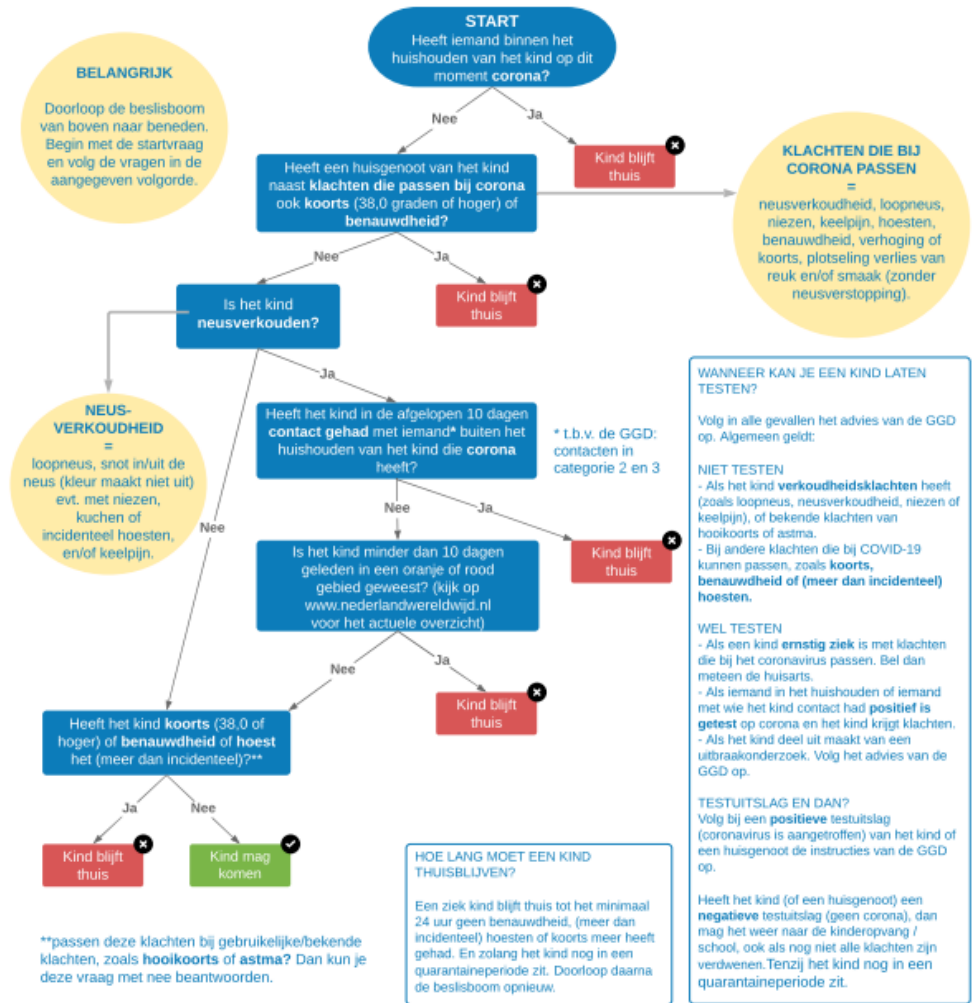 START
Heeft iemand binnen het
huishouden van het kind op dit
moment corona?
BELANGRIJK
Doorloop de beslisboom
van boven naar beneden.
Begin met de startvraag
en volg de vragen in de
aangegeven volgorde.
Nee
Ja
Kind blijft
thuis
Heeft een huisgenoot van het kind
naast klachten die passen bij corona
ook koorts (38,0 graden of hoger) of
benauwdheid?
KLACHTEN DIE BIJ
CORONA PASSEN
=
neusverkoudheid, loopneus,
niezen, keelpijn, hoesten,
benauwdheid, verhoging of
koorts, plotseling verlies van
reuk en/of smaak (zonder
neusverstopping).
Nee
Ja
Kind blijft
thuis
Is het kind
neusverkouden?
Ja
Nee
NEUS-
VERKOUDHEID
=
loopneus, snot in/uit de
neus (kleur maakt niet uit)
evt. met niezen,
kuchen of
incidenteel hoesten,
en/of keelpijn.
Heeft het kind in de afgelopen 10 dagen
contact gehad met iemand* buiten het
huishouden van het kind die corona
heeft?
* t.b.v. de GGD:
contacten in
categorie 2 en 3
Nee
Ja
Kind blijft
thuis
Is het kind minder dan 10 dagen
geleden in een oranje of rood
gebied geweest? (kijk op
www.nederlandwereldwijd.nl
voor het actuele overzicht)
Nee
Ja
Kind blijft
thuis
Heeft het kind koorts (38,0 of
hoger) of benauwdheid of hoest
het (meer dan incidenteel)?**
Ja
Nee
Kind blijft
thuis
Kind mag
komen
**passen deze klachten bij gebruikelijke/bekende
klachten, zoals hooikoorts of astma? Dan kun je
deze vraag met nee beantwoorden.
HOE LANG MOET EEN KIND
THUISBLIJVEN?
Een ziek kind blijft thuis tot het minimaal
24 uur geen benauwdheid, (meer dan
incidenteel) hoesten of koorts meer heeft
gehad. En zolang het kind nog in een
quarantaineperiode zit. Doorloop daarna
de beslisboom opnieuw.
WANNEER KAN JE EEN KIND LATEN
TESTEN?
Volg in alle gevallen het advies van de GGD
op. Algemeen geldt:
NIET TESTEN
- Als het kind verkoudheidsklachten heeft
(zoals loopneus, neusverkoudheid, niezen of
keelpijn), of bekende klachten van
hooikoorts of astma.
- Bij andere klachten die bij COVID-19
kunnen passen, zoals koorts,
benauwdheid of (meer dan incidenteel)
hoesten.
WEL TESTEN
- Als een kind ernstig ziek is met klachten
die bij het coronavirus passen. Bel dan
meteen de huisarts.
- Als iemand in het huishouden of iemand
met wie het kind contact had positief is
getest op corona en het kind krijgt klachten.
- Als het kind deel uit maakt van een
uitbraakonderzoek. Volg het advies van de
GGD op.
TESTUITSLAG EN DAN?
Volg bij een positieve testuitslag
(coronavirus is aangetroffen) van het kind of
een huisgenoot de instructies van de GGD
op.
Heeft het kind (of een huisgenoot) een
negatieve testuitslag (geen corona), dan
mag het weer naar de kinderopvang /
school, ook als nog niet alle klachten zijn
verdwenen.Tenzij het kind nog in een
quarantaineperiode zit.